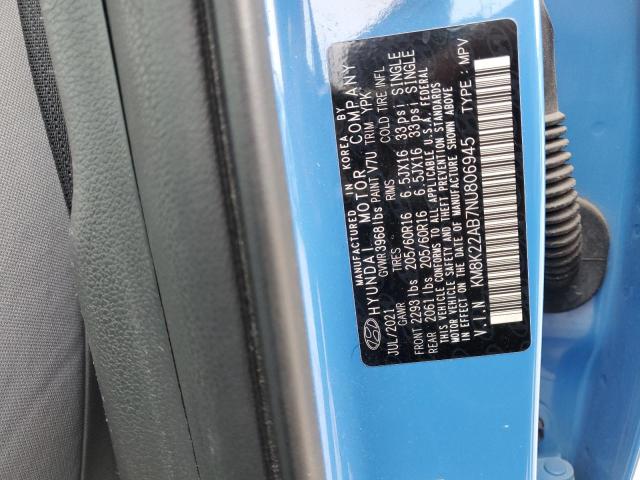 MANUFACTURED IN KOREA BY
HYUNDAI MOTOR COMPANY
JUL/2021 GVWR 3968 lbs PAINT V7U TRIM YPK
GAWR TIRES RIMS COLD TIRE INFL
FRONT 2293 lbs 205/60R16 6.5JX16 33psi SINGLE
REAR 2061 lbs 205/60R16 6.5JX16 33psi SINGLE
THIS VEHICLE CONFORMS TO ALL APPLICABLE U.S.A. FEDERAL
MOTOR VEHICLE SAFETY AND THEFT PREVENTION STANDARDS
IN EFFECT ON THE DATE OF MANUFACTURE SHOWN ABOVE.
V.I.N KM8K22AB7NU806945 TYPE : MPV